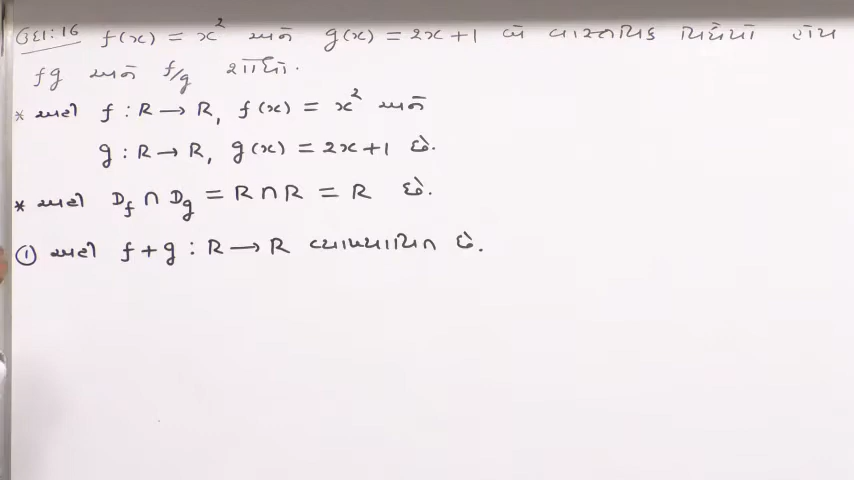 ઉદા:16 f(x) = x² અને g(x) = 2x+1 બે વાસ્તવિક વિધેયો હોય
fg અને f/g શોધો.
* અહી f : R → R, f(x) = x² અને
g : R → R, g(x) = 2x+1 છે.
* અહી D_f ∩ D_g = R ∩ R = R છે.
① અહી f+g : R → R વ્યાખ્યાયિત છે.